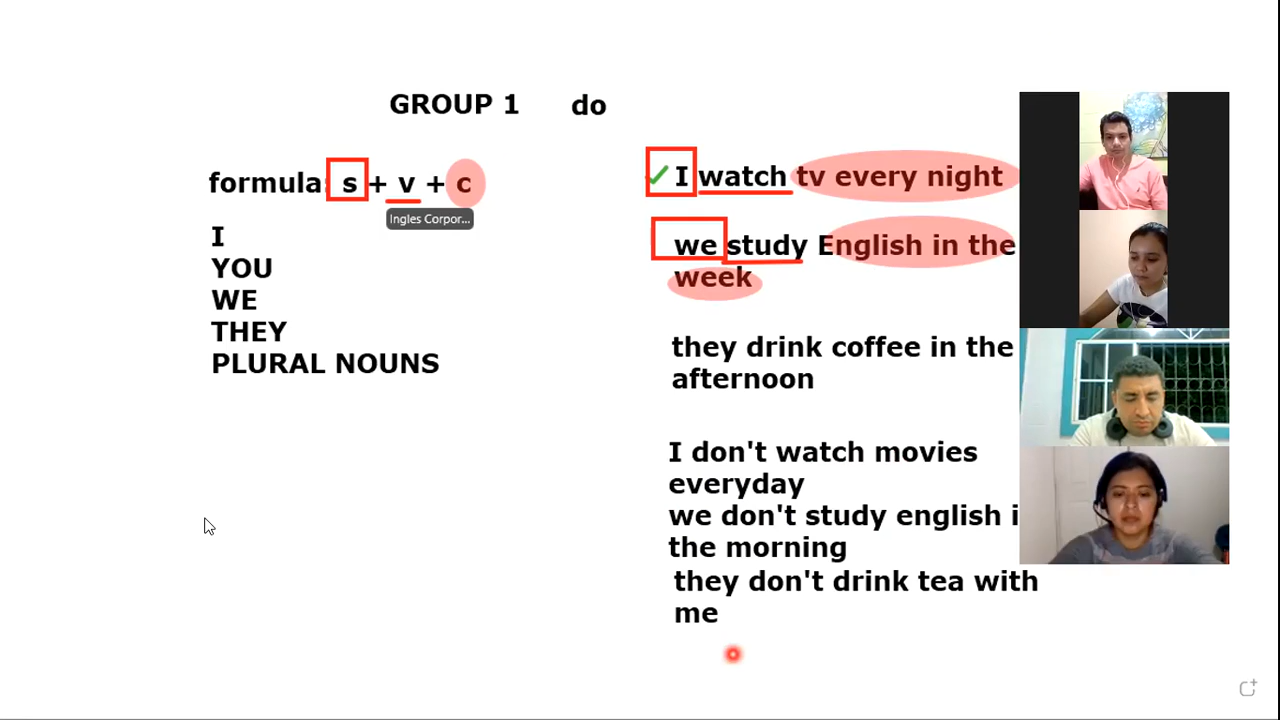 GROUP 1 do
formula: s + v + c
Ingles Corpor...
I
YOU
WE
THEY
PLURAL NOUNS
I watch tv every night
we study English in the
week
they drink coffee in the
afternoon
I don't watch movies
everyday
we don't study english i
the morning
they don't drink tea with
me